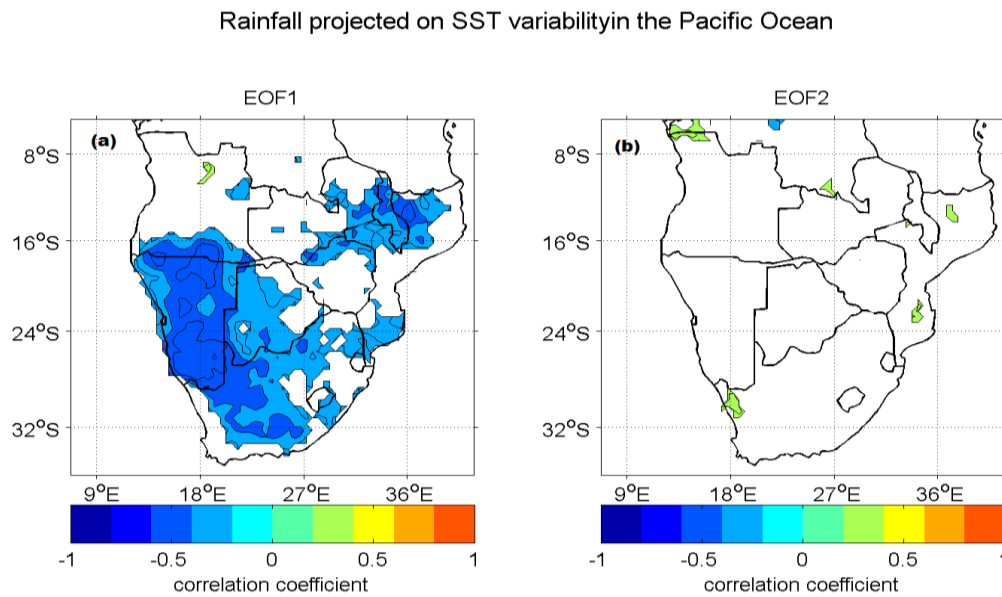 Rainfall projected on SST variabilityin the Pacific Ocean
EOF1
(a)
8°S
16°S
24°S
32°S
9°E 18°E 27°E 36°E
-1 -0.5 0 0.5 1
correlation coefficient
EOF2
(b)
8°S
16°S
24°S
32°S
9°E 18°E 27°E 36°E
-1 -0.5 0 0.5 1
correlation coefficient